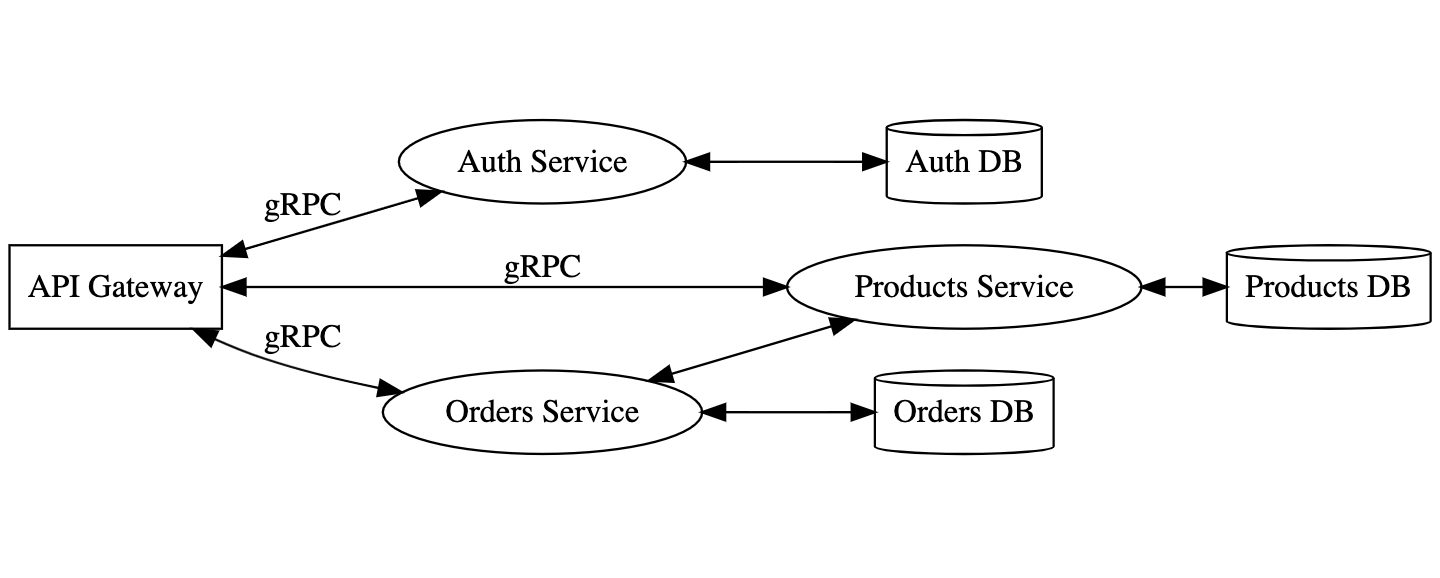 Auth Service
Auth DB
gRPC
API Gateway
gRPC
Products Service
Products DB
gRPC
Orders Service
Orders DB